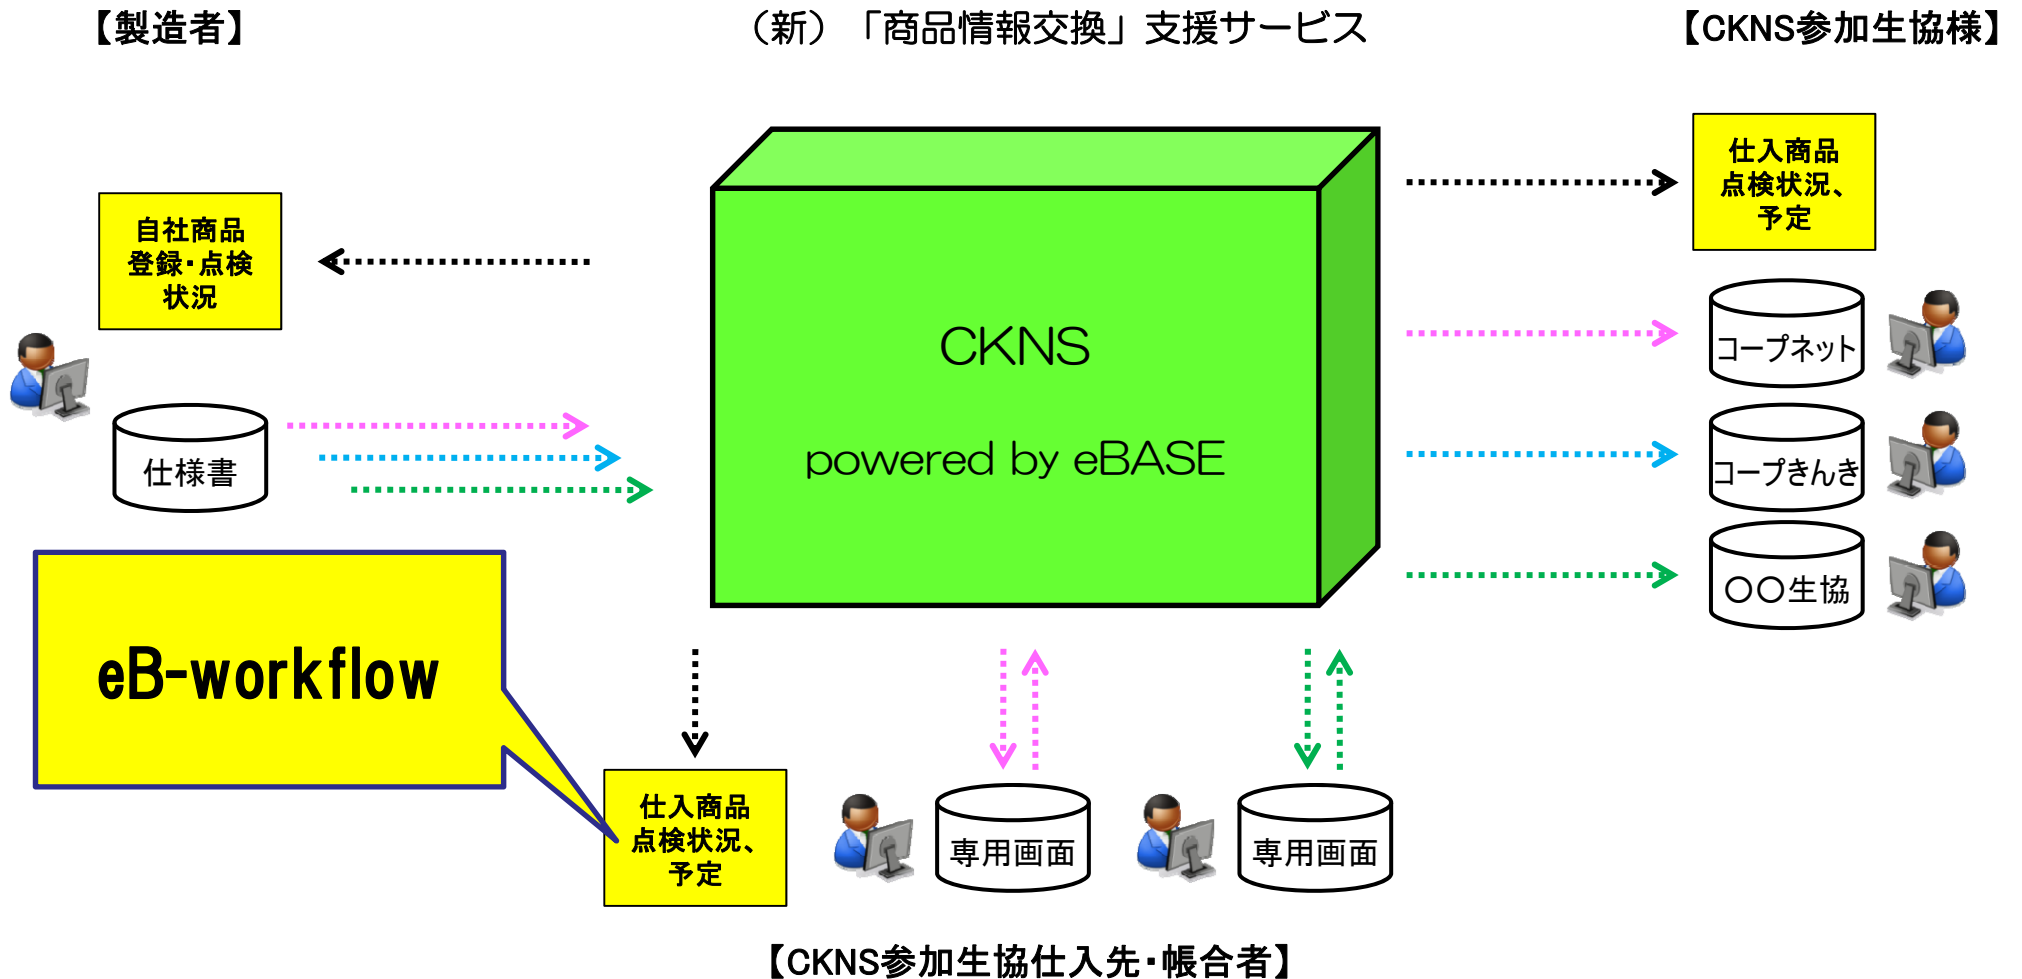 【製造者】
（新）「商品情報交換」支援サービス
【CKNS参加生協様】
自社商品
登録・点検
状況
仕様書
CKNS
powered by eBASE
仕入商品
点検状況、
予定
コープネット
コープきんき
〇〇生協
eB-workflow
仕入商品
点検状況、
予定
専用画面
専用画面
【CKNS参加生協仕入先・帳合者】